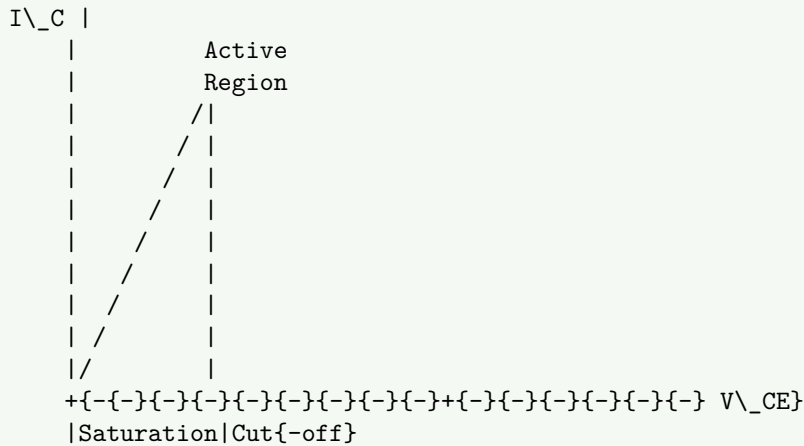 I\_C |
    |        Active
    |        Region
    |       /|
    |      / |
    |     /  |
    |    /   |
    |   /    |
    |  /     |
    | /      |
    |/       |
    |/       |
    +{-{-}{-}{-}{-}{-}{-}{-}{-}+{-}{-}{-}{-}{-}{-} V\_CE}
    |Saturation|Cut{-off}